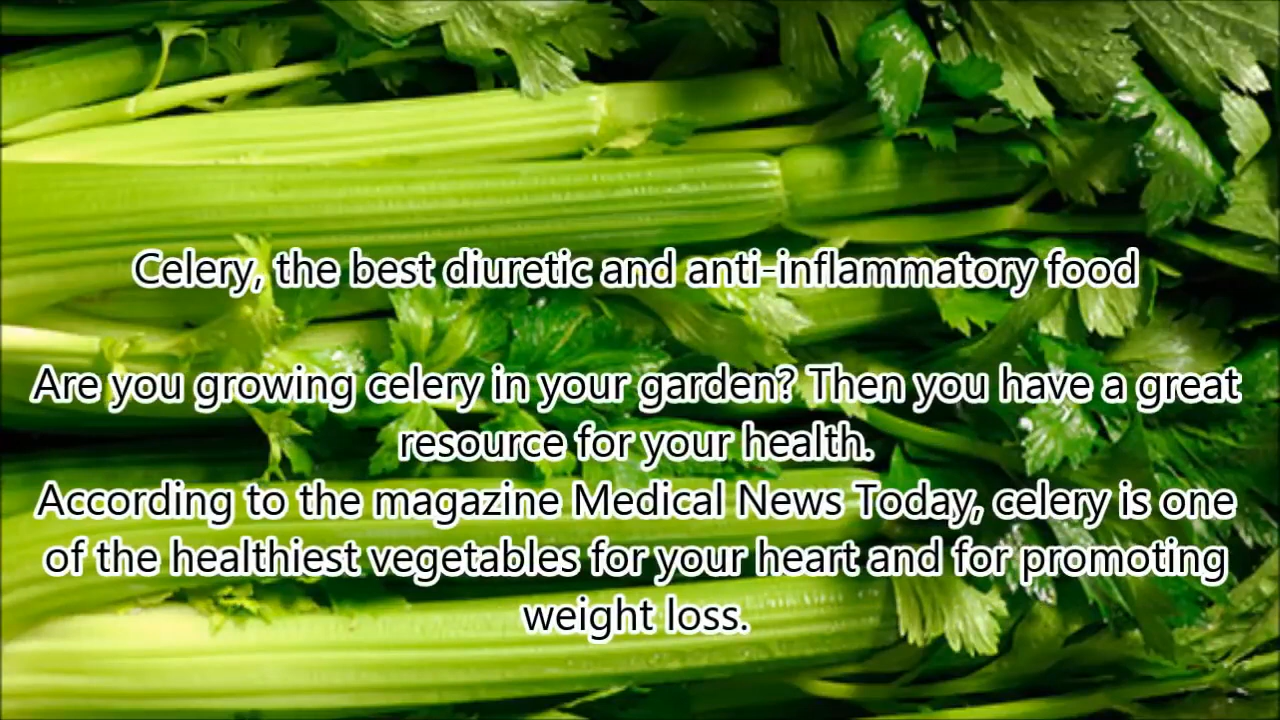 Celery, the best diuretic and anti-inflammatory food
Are you growing celery in your garden? Then you have a great
resource for your health.
According to the magazine Medical News Today, celery is one
of the healthiest vegetables for your heart and for promoting
weight loss.